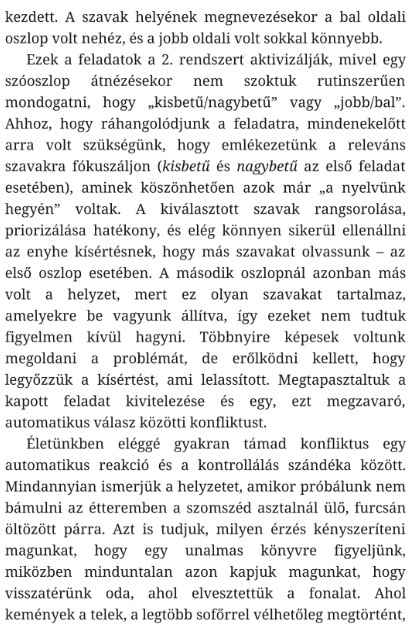 kezdett. A szavak helyének megnevezésekor a bal oldali
oszlop volt nehéz, és a jobb oldali volt sokkal könnyebb.
Ezek a feladatok a 2. rendszert aktivizálják, mivel egy
szóoszlop átnézésekor nem szoktuk rutinszerűen
mondogatni, hogy „kisbetű/nagybetű” vagy „jobb/bal”.
Ahhoz, hogy ráhangolódjunk a feladatra, mindenekelőtt
arra volt szükségünk, hogy emlékezetünk a releváns
szavakra fókuszáljon (kisbetű és nagybetű az első feladat
esetében), aminek köszönhetően azok már „a nyelvünk
hegyén” voltak. A kiválasztott szavak rangsorolása,
priorizálása hatékony, és elég könnyen sikerül ellenállni
az enyhe kísértésnek, hogy más szavakat olvassunk – az
első oszlop esetében. A második oszlopnál azonban más
volt a helyzet, mert ez olyan szavakat tartalmaz,
amelyekre be vagyunk állítva, így ezeket nem tudtuk
figyelmen kívül hagyni. Többnyire képesek voltunk
megoldani a problémát, de erőlködni kellett, hogy
legyőzzük a kísértést, ami lelassított. Megtapasztaltuk a
kapott feladat kivitelezése és egy, ezt megzavaró,
automatikus válasz közötti konfliktust.
Életünkben eléggé gyakran támad konfliktus egy
automatikus reakció és a kontrollálás szándéka között.
Mindannyian ismerjük a helyzetet, amikor próbálunk nem
bámulni az étteremben a szomszéd asztalnál ülő, furcsán
öltözött párra. Azt is tudjuk, milyen érzés kényszeríteni
magunkat, hogy egy unalmas könyvre figyeljünk,
miközben minduntalan azon kapjuk magunkat, hogy
visszatérünk oda, ahol elvesztettük a fonalat. Ahol
kemények a telek, a legtöbb sofőrrel vélhetőleg megtörtént,